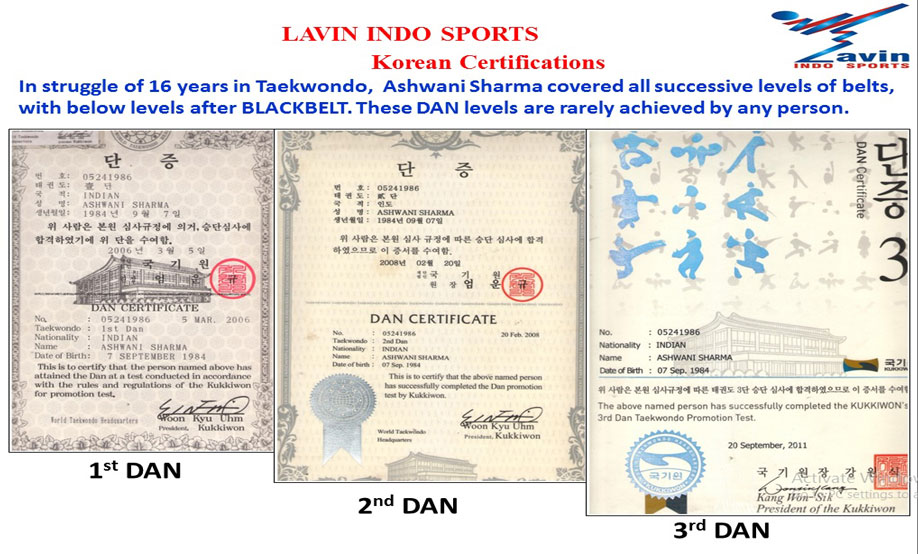 LAVIN INDO SPORTS
Korean Certifications
Lavin
INDO SPORTS
In struggle of 16 years in Taekwondo, Ashwani Sharma covered all successive levels of belts,
with below levels after BLACKBELT. These DAN levels are rarely achieved by any person.
단 증
번 호 : 05241986
태 권 도 : 壹 단
국 적 : INDIAN
성 명 : ASHWANI SHARMA
생년월일 : 1984 년 9 월 7 일
위 사람은 본원 심사규정에 의거, 승단심사에
합격하였기에 위 단을 수여함.
2006 년 3 월 5 일
국 기 원
엄 운 규
DAN CERTIFICATE
No. : 05241986 5 MAR. 2006
Taekwondo : 1st Dan
Nationality : INDIAN
Name : ASHWANI SHARMA
Date of Birth: 7 SEPTEMBER 1984
This is to certify that the person named above has
attained the Dan at a test conducted in accordance
with the rules and regulations of the Kukkiwon
for promotion test.
World Taekwondo Headquarters
Woon Kyu Uhm
President, Kukkiwon
1st DAN
단 증
번 호 : 05241986
태 권 도 : 貳 단
국 적 : 인도
성 명 : ASHWANI SHARMA
생년월일 : 1984년 09월 07일
위 사람은 본원 심사 규정에 따른 승단 심사에 합격
하였으므로 이 증서를 수여함.
2008년 02월 20일
국 기 원
원 장 엄 운 규
DAN CERTIFICATE
No. : 05241986 20 Feb. 2008
Taekwondo : 2nd Dan
Nationality : INDIAN
Name : ASHWANI SHARMA
Date of birth : 07 Sep. 1984
This is to certify that the above named person
has successfully completed the Dan promotion
test by Kukkiwon.
World Taekwondo
Headquarters
Woon Kyu Uhm
President, Kukkiwon
2nd DAN
단증
DAN Certificate
3
No. : 05241986
Nationality : INDIAN
Name : ASHWANI SHARMA
Date of Birth : 07 Sep. 1984
국기
KUKKIW
위 사람은 본원 심사규정에 따른 태권도 3단 승단 심사에 합격하였으므로 이 증서를 수여
The above named person has successfully completed the KUKKIWON's
3rd Dan Taekwondo Promotion Test.
20 September, 2011
국기원
국 기 원 장 강 원 식
Kang Won-Sik
President of the Kukkiwon
Activate Window
to PC settings to a
3rd DAN